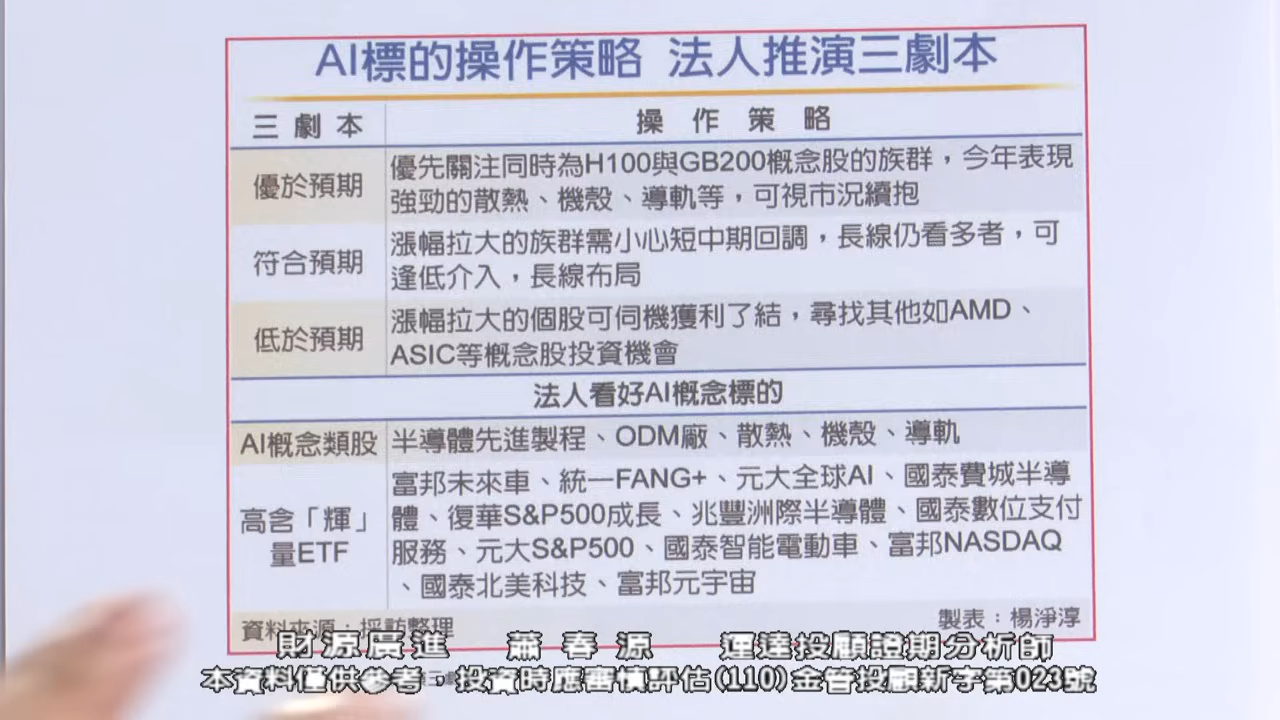 AI標的操作策略 法人推演三劇本
三劇本
操作策略
優於預期
優先關注同時為H100與GB200概念股的族群，今年表現
強勁的散熱、機殼、導軌等，可視市況續抱
符合預期
漲幅拉大的族群需小心短中期回調，長線仍看多者，可
逢低介入，長線布局
低於預期
漲幅拉大的個股可伺機獲利了結，尋找其他如AMD、
ASIC等概念股投資機會
法人看好AI概念標的
AI概念類股
半導體先進製程、ODM廠、散熱、機殼、導軌
高含「輝」
量ETF
富邦未來車、統一FANG+、元大全球AI、國泰費城半導
體、復華S&P500成長、兆豐洲際半導體、國泰數位支付
服務、元大S&P500、國泰智能電動車、富邦NASDAQ
、國泰北美科技、富邦元宇宙
資料來源：採訪整理
製表：楊淨淳
財源廣進 蕭春源 運達投顧證期分析師
本資料僅供參考，投資時應審慎評估(110)金管投顧新字第023號